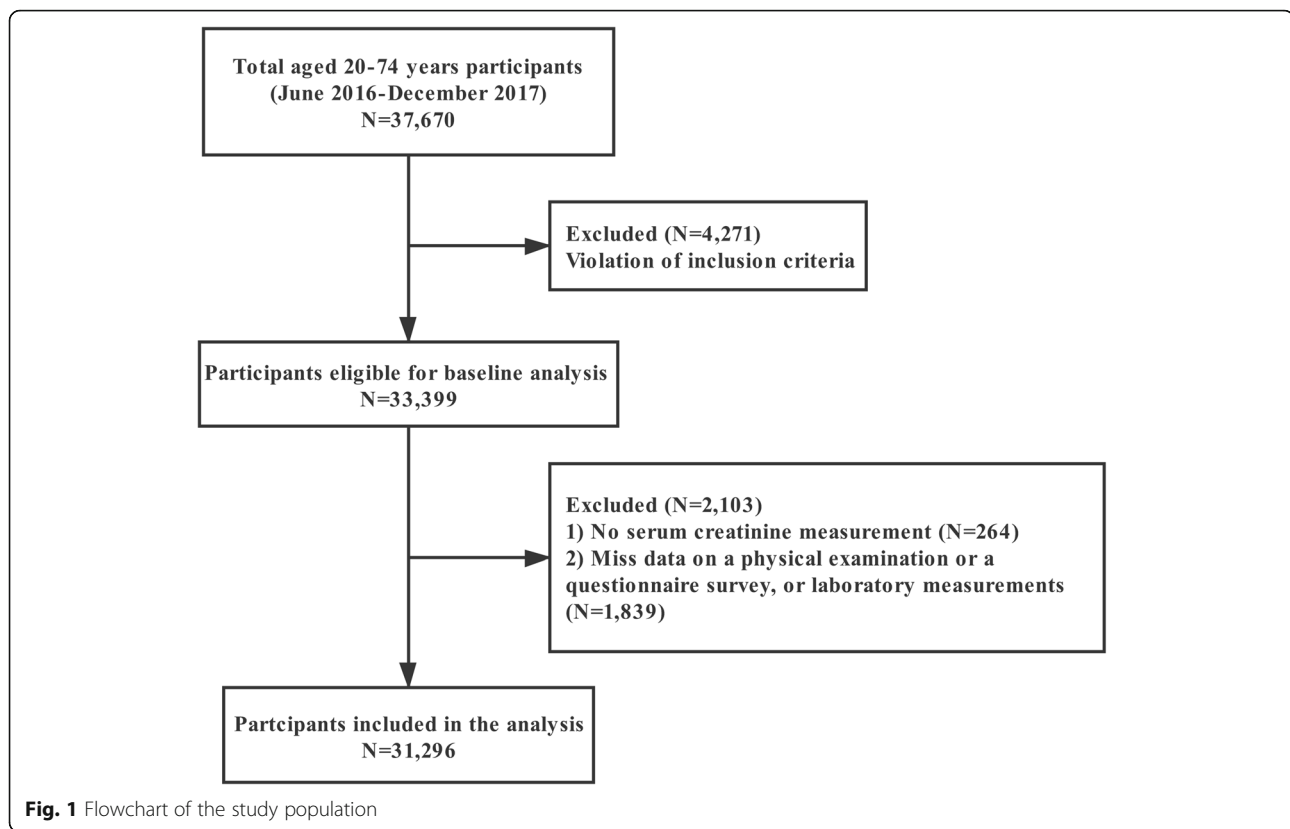 Total aged 20-74 years participants
(June 2016-December 2017)
N=37,670
Excluded (N=4,271)
Violation of inclusion criteria
Participants eligible for baseline analysis
N=33,399
Excluded (N=2,103)
1) No serum creatinine measurement (N=264)
2) Miss data on a physical examination or a
questionnaire survey, or laboratory measurements
(N=1,839)
Partcipants included in the analysis
N=31,296
Fig. 1 Flowchart of the study population